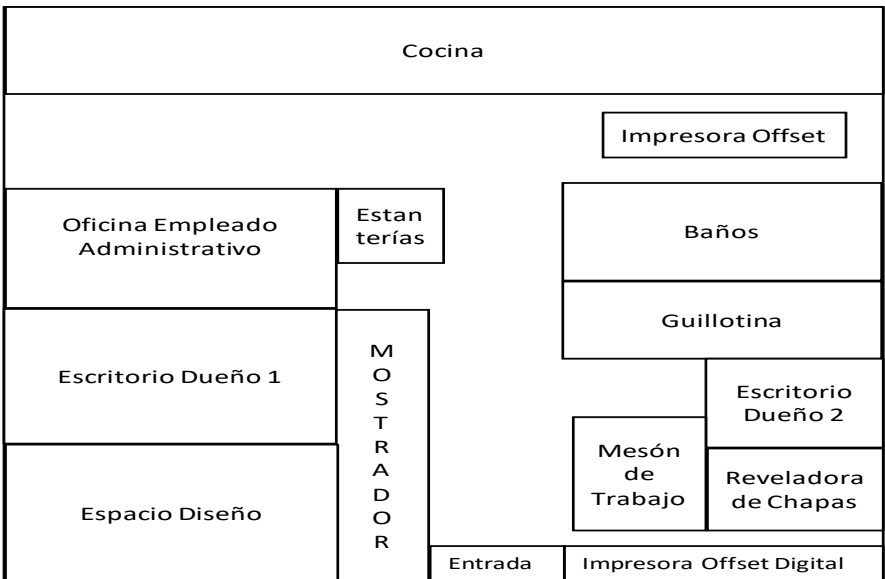 Cocina
Impresora Offset
Oficina Empleado
Administrativo
Estan
terías
Baños
Guillotina
Escritorio Dueño 1
MOSTRADOR
Escritorio
Dueño 2
Mesón
de
Trabajo
Reveladora
de Chapas
Espacio Diseño
Entrada
Impresora Offset Digital